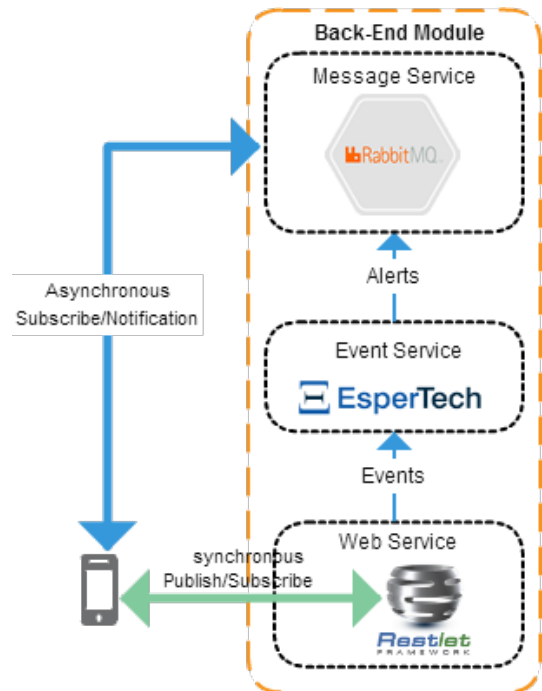 Back-End Module
Message Service
RabbitMQ
Asynchronous
Subscribe/Notification
Alerts
Event Service
EsperTech
Events
Web Service
synchronous
Publish/Subscribe
Restlet
FRAMEWORK